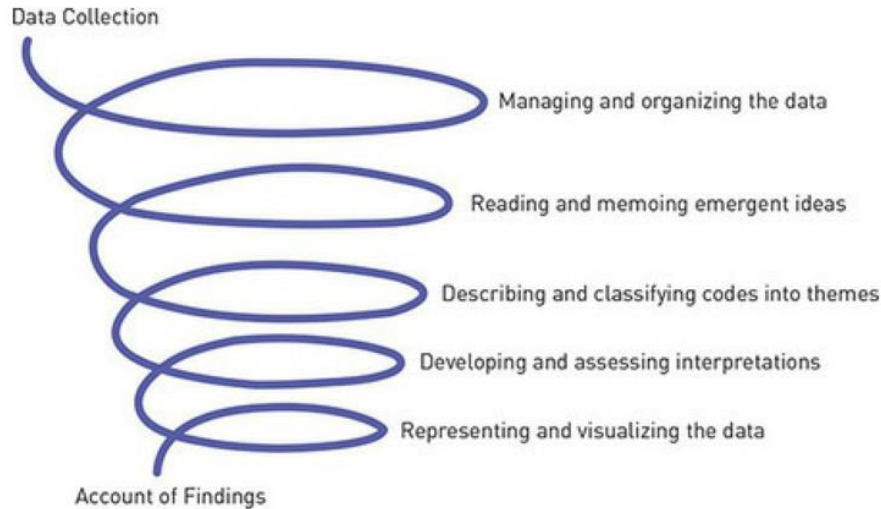 Data Collection
Managing and organizing the data
Reading and memoing emergent ideas
Describing and classifying codes into themes
Developing and assessing interpretations
Representing and visualizing the data
Account of Findings